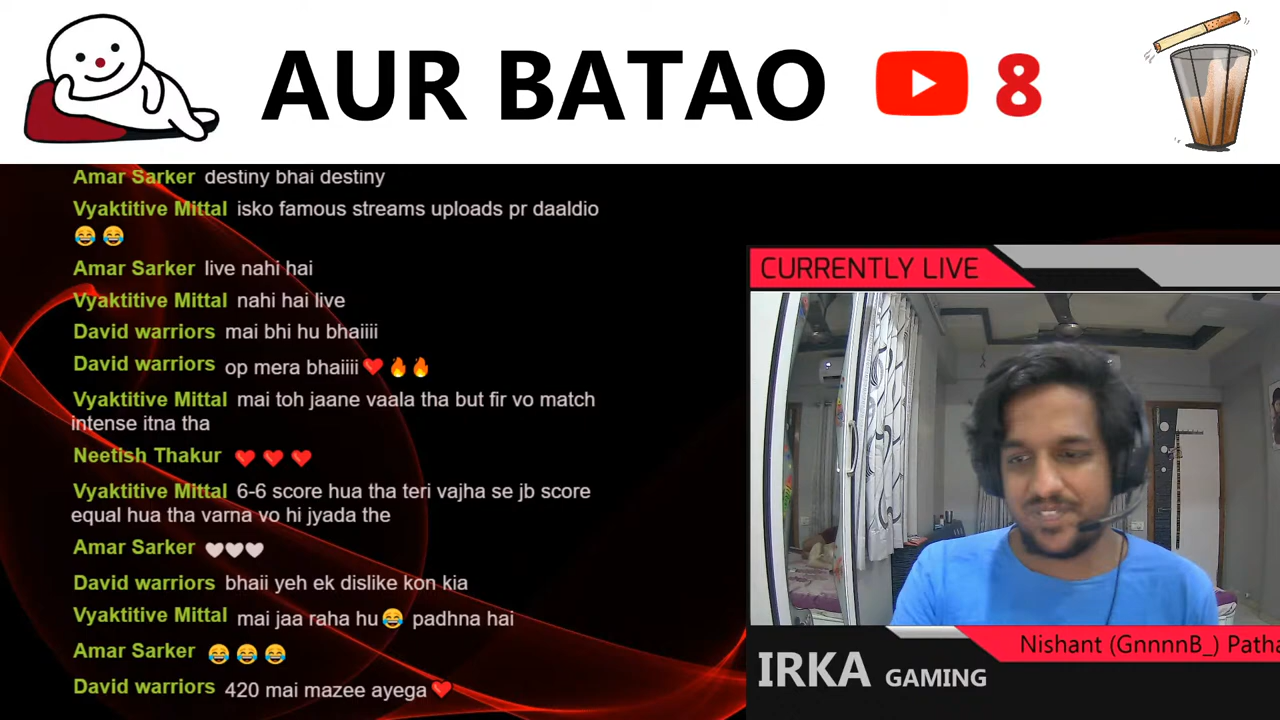 AUR BATAO
8
Amar Sarker destiny bhai destiny
Vyaktitive Mittal isko famous streams uploads pr daaldio
😂 😂
Amar Sarker live nahi hai
Vyaktitive Mittal nahi hai live
David warriors mai bhi hu bhaiiii
David warriors op mera bhaiiii❤️🔥🔥
Vyaktitive Mittal mai toh jaane vaala tha but fir vo match
intense itna tha
Neetish Thakur ❤️ ❤️ ❤️
Vyaktitive Mittal 6-6 score hua tha teri vajha se jb score
equal hua tha varna vo hi jyada the
Amar Sarker 🤍🤍🤍
David warriors bhaii yeh ek dislike kon kia
Vyaktitive Mittal mai jaa raha hu😂 padhna hai
Amar Sarker 😂 😂 😂
David warriors 420 mai mazee ayega❤️
CURRENTLY LIVE
Nishant (GnnnnB_) Patha
IRKA GAMING